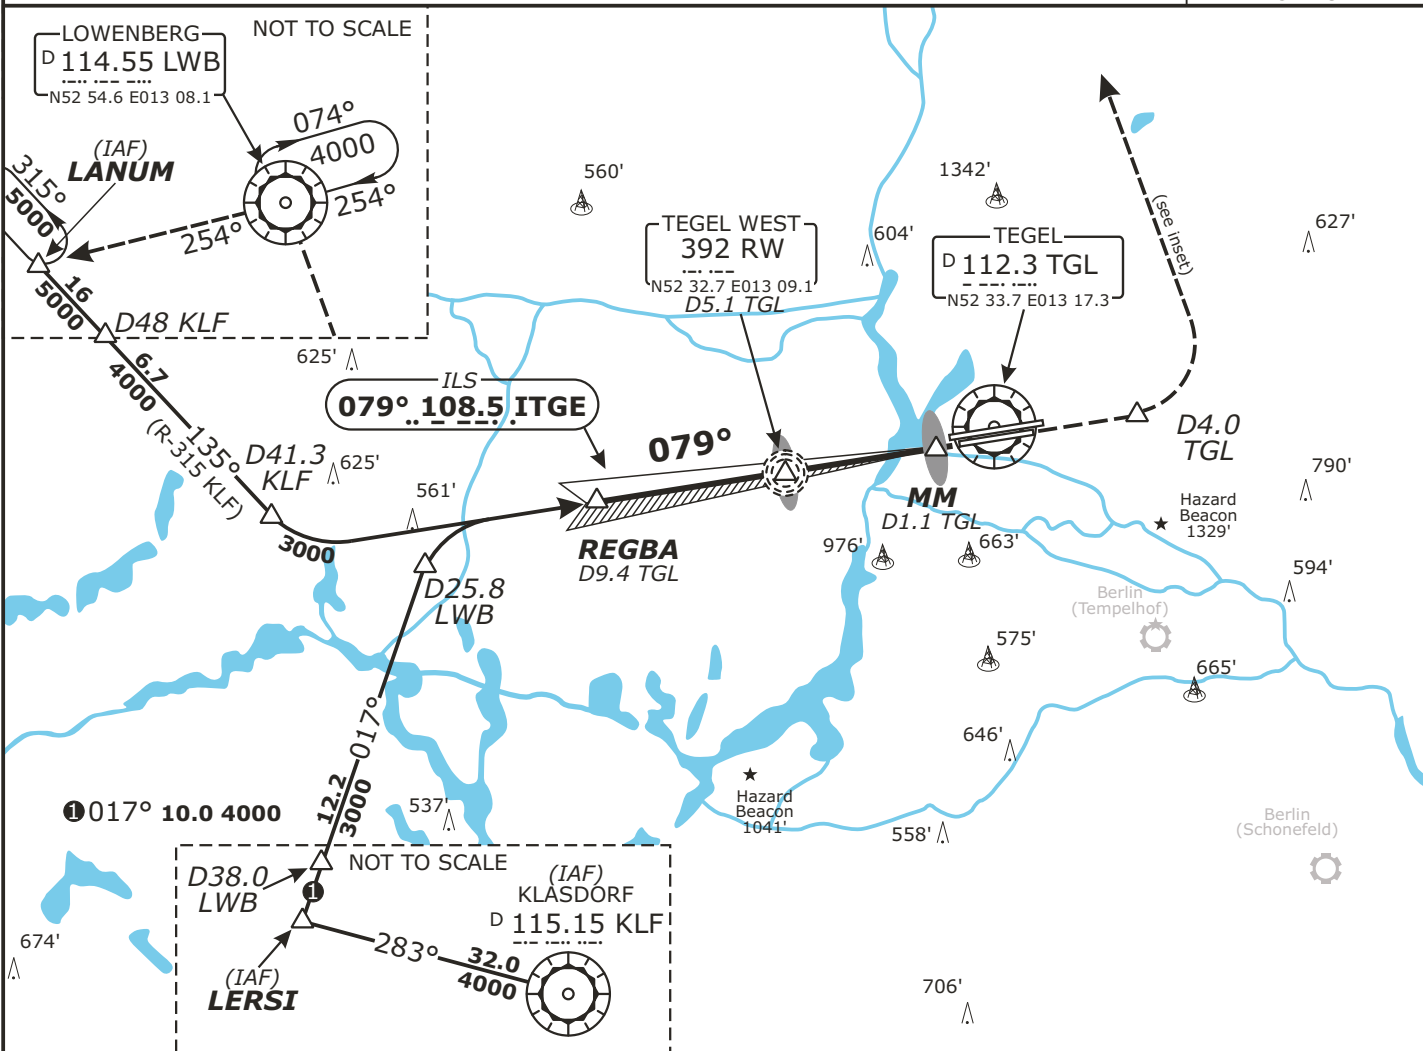 LOWENBERG
D 114.55 LWB
N52 54.6 E013 08.1
NOT TO SCALE
074°
4000
254°
254°
(IAF)
LANUM
315°
5000
16
5000
D48 KLF
6.7
4000
135°
(R-315 KLF)
D41.3
KLF
3000
625'
625'
561'
560'
ILS
079° 108.5 ITGE
079°
TEGEL WEST
392 RW
N52 32.7 E013 09.1
D5.1 TGL
604'
1342'
TEGEL
D 112.3 TGL
N52 33.7 E013 17.3
(see inset)
627'
D4.0
TGL
790'
REGBA
D9.4 TGL
MM
D1.1 TGL
976'
663'
Hazard
Beacon
1329'
594'
Berlin
(Tempelhof)
575'
665'
646'
D25.8
LWB
017°
12.2
3000
1 017° 10.0 4000
537'
Hazard
Beacon
1041'
558'
Berlin
(Schonefeld)
NOT TO SCALE
D38.0
LWB
1
(IAF)
KLASDORF
D 115.15 KLF
283°
32.0
4000
(IAF)
LERSI
674'
706'